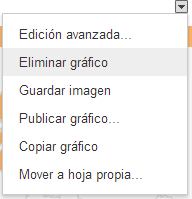 Edición avanzada...
Eliminar gráfico
Guardar imagen
Publicar gráfico...
Copiar gráfico
Mover a hoja propia...